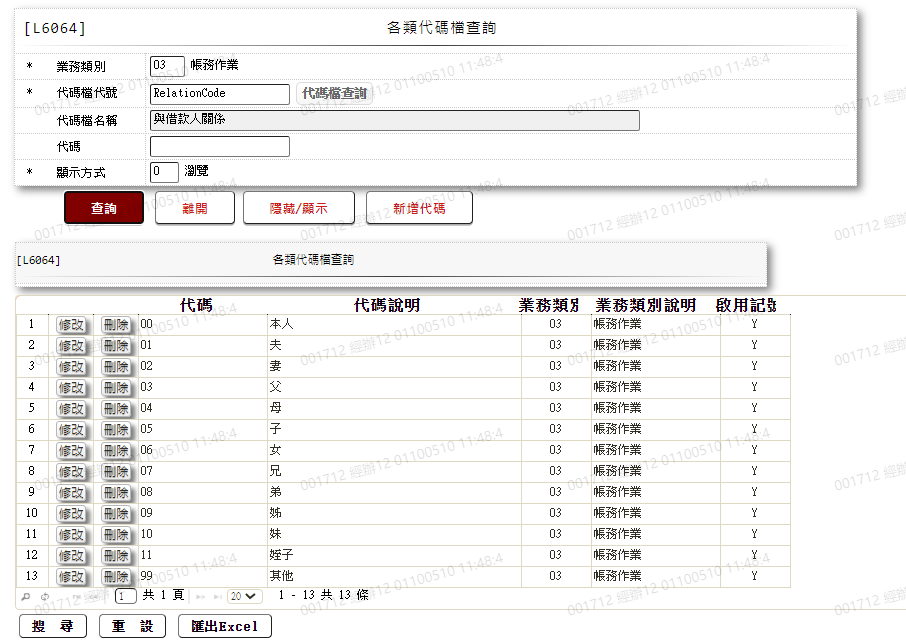 [L6064] 各類代碼檔查詢
* 業務類別 03 帳務作業
* 代碼檔代號 RelationCode 代碼檔查詢
代碼檔名稱 與借款人關係
代碼
* 顯示方式 0 瀏覽
查詢 離開 隱藏/顯示 新增代碼
[L6064] 各類代碼檔查詢
代碼 代碼說明 業務類別 業務類別說明 啟用記號
1 修改 刪除 00 本人 03 帳務作業 Y
2 修改 刪除 01 夫 03 帳務作業 Y
3 修改 刪除 02 妻 03 帳務作業 Y
4 修改 刪除 03 父 03 帳務作業 Y
5 修改 刪除 04 母 03 帳務作業 Y
6 修改 刪除 05 子 03 帳務作業 Y
7 修改 刪除 06 女 03 帳務作業 Y
8 修改 刪除 07 兄 03 帳務作業 Y
9 修改 刪除 08 弟 03 帳務作業 Y
10 修改 刪除 09 姊 03 帳務作業 Y
11 修改 刪除 10 妹 03 帳務作業 Y
12 修改 刪除 11 姪子 03 帳務作業 Y
13 修改 刪除 99 其他 03 帳務作業 Y
1 共 1 頁 20 1 - 13 共 13 條
搜 尋 重 設 匯出Excel
001712 經辦12 01100510 11:48:4